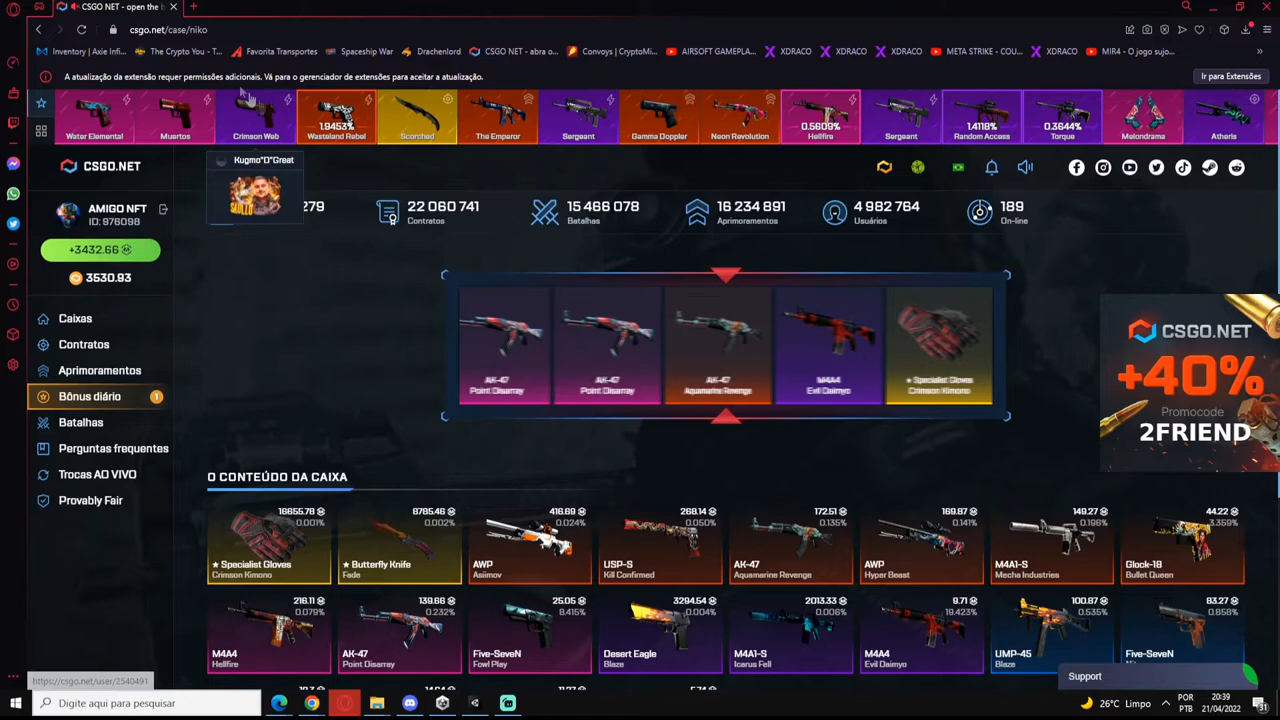 CSGO NET - open the b
csgo.net/case/niko
Inventory | Axie Infi...
The Crypto You - T...
Favorita Transportes
Spaceship War
Drachenlord
CSGO NET - abra o...
Convoys | CryptoMi...
AIRSOFT GAMEPLA...
XDRACO
XDRACO
XDRACO
META STRIKE - COU...
XDRACO
MIR4 - O jogo sujo...
A atualização da extensão requer permissões adicionais. Vá para o gerenciador de extensões para aceitar a atualização.
Ir para Extensões
Water Elemental
Muertos
Crimson Web
1.9453%
Wasteland Rebel
Scorched
The Emperor
Sergeant
Gamma Doppler
Neon Revolution
0.5609%
Hellfire
Sergeant
1.4118%
Random Access
0.3644%
Torque
Melondrama
Atheris
CSGO.NET
Kugmo"D"Great
SAULLO
AMIGO NFT
ID: 976098
279
22 060 741
Contratos
15 466 078
Batalhas
16 234 891
Aprimoramentos
4 982 764
Usuários
189
On-line
+3432.66
3530.93
Caixas
Contratos
Aprimoramentos
Bônus diário
1
Batalhas
Perguntas frequentes
Trocas AO VIVO
Provably Fair
AK-47
Point Disarray
AK-47
Point Disarray
AK-47
Aquamarine Revenge
M4A4
Evil Daimyo
★ Specialist Gloves
Crimson Kimono
CSGO.NET
+40%
Promocode
2FRIEND
O CONTEÚDO DA CAIXA
16655.78
0.001%
★ Specialist Gloves
Crimson Kimono
8785.46
0.002%
★ Butterfly Knife
Fade
416.69
0.024%
AWP
Asiimov
268.14
0.050%
USP-S
Kill Confirmed
172.51
0.135%
AK-47
Aquamarine Revenge
169.87
0.141%
AWP
Hyper Beast
149.27
0.196%
M4A1-S
Mecha Industries
44.22
3.359%
Glock-18
Bullet Queen
216.11
0.079%
M4A4
Hellfire
139.66
0.232%
AK-47
Point Disarray
25.05
8.415%
Five-SeveN
Fowl Play
3294.54
0.004%
Desert Eagle
Blaze
2013.33
0.006%
M4A1-S
Icarus Fell
9.71
19.423%
M4A4
Evil Daimyo
100.87
0.535%
UMP-45
Blaze
83.27
0.858%
Five-SeveN
Support
https://csgo.net/user/2540491
Digite aqui para pesquisar
26°C Limpo
POR
PTB
20:39
21/04/2022